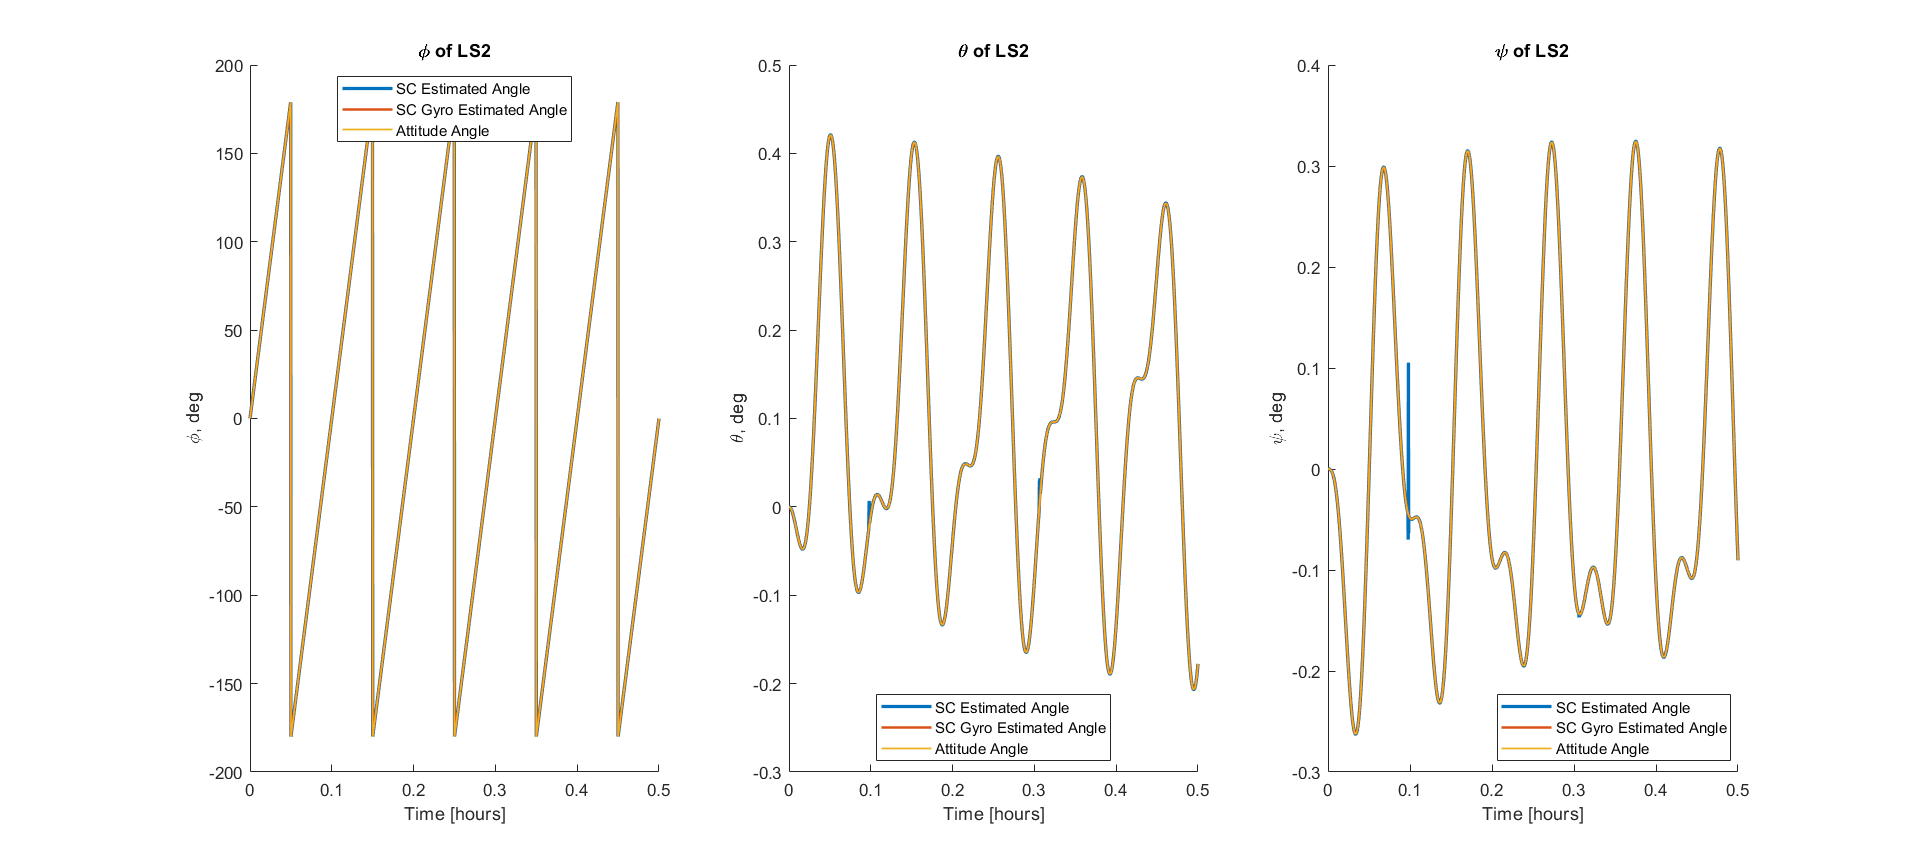 ϕ of LS2
SC Estimated Angle
SC Gyro Estimated Angle
Attitude Angle
200
150
100
50
0
-50
-100
-150
-200
ϕ, deg
0
0.1
0.2
0.3
0.4
0.5
Time [hours]
θ of LS2
0.5
0.4
0.3
0.2
0.1
0
-0.1
-0.2
-0.3
θ, deg
SC Estimated Angle
SC Gyro Estimated Angle
Attitude Angle
0
0.1
0.2
0.3
0.4
0.5
Time [hours]
ψ of LS2
0.4
0.3
0.2
0.1
0
-0.1
-0.2
-0.3
ψ, deg
SC Estimated Angle
SC Gyro Estimated Angle
Attitude Angle
0
0.1
0.2
0.3
0.4
0.5
Time [hours]